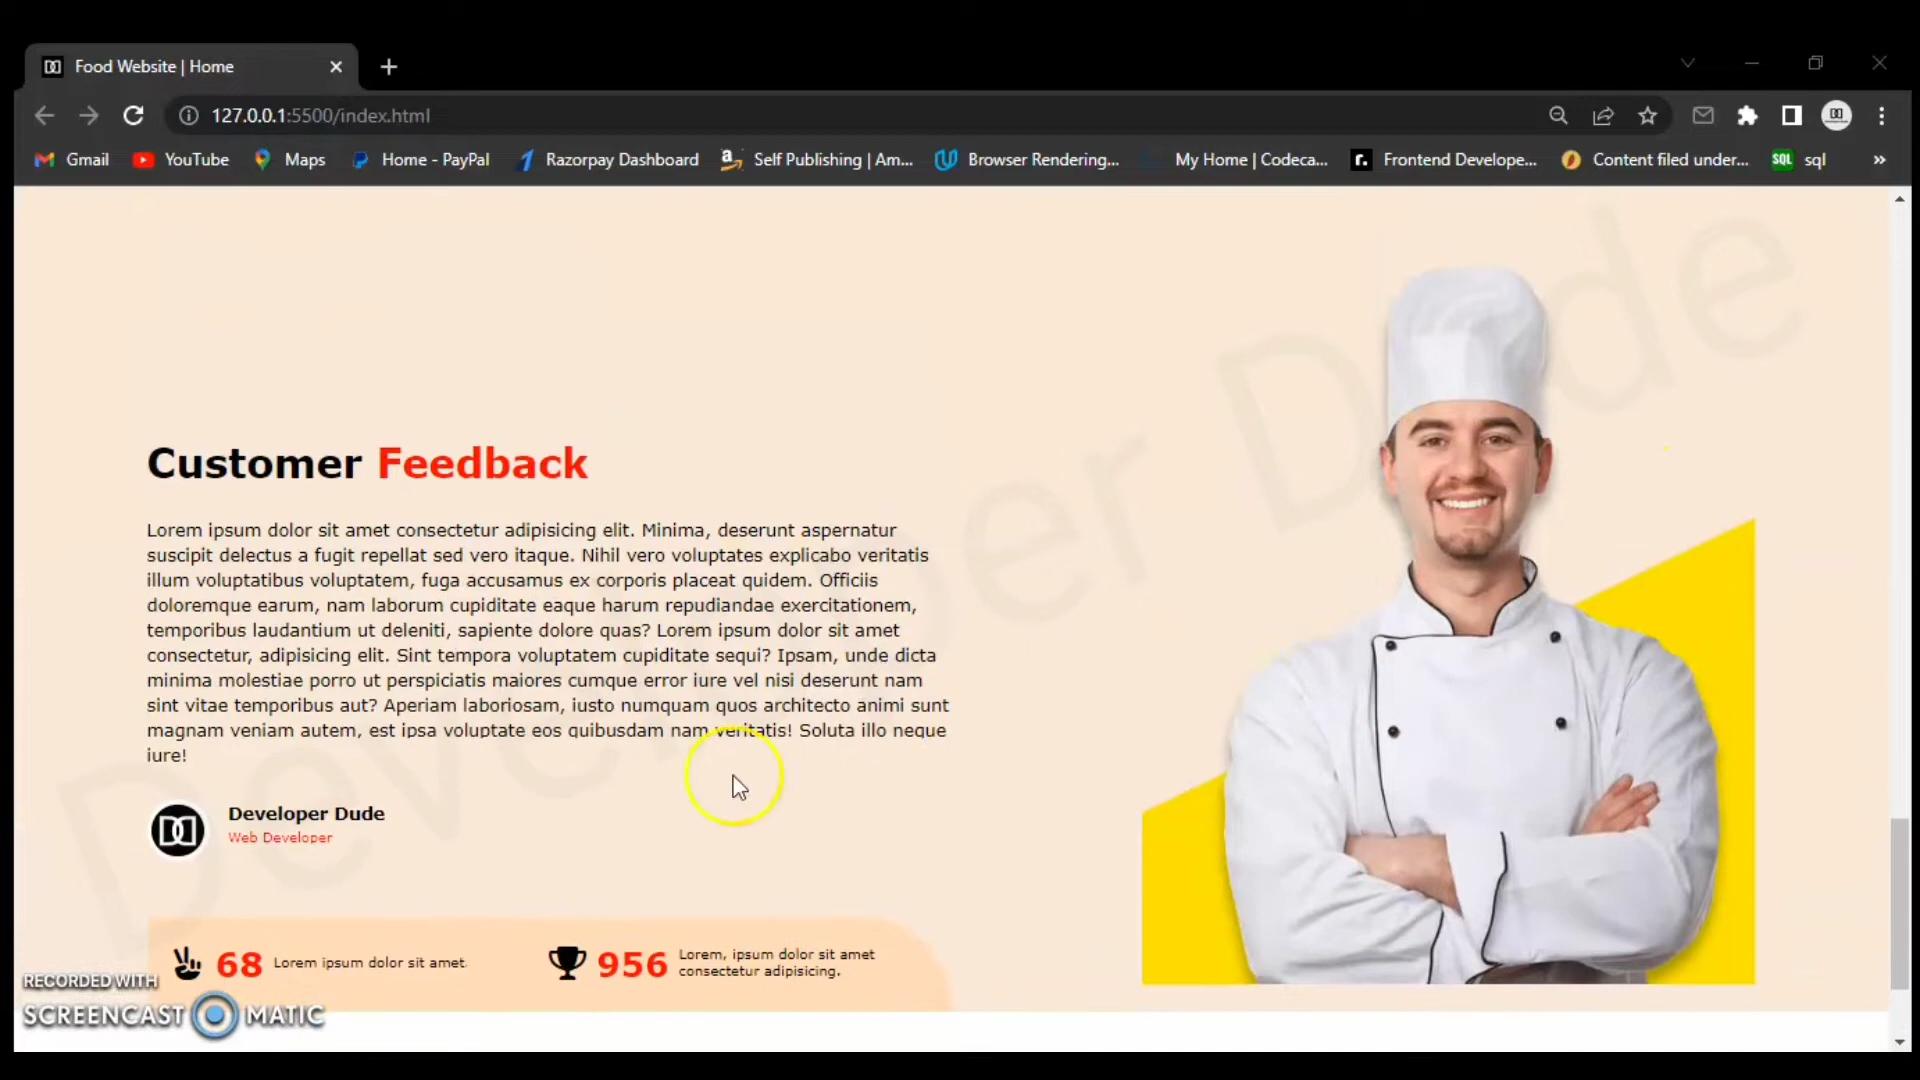 Food Website | Home
127.0.0.1:5500/index.html
Gmail YouTube Maps Home - PayPal Razorpay Dashboard Self Publishing | Am... Browser Rendering... My Home | Codeca... Frontend Develope... Content filed under... SQL sql »
Developer Dude
Customer Feedback
Lorem ipsum dolor sit amet consectetur adipisicing elit. Minima, deserunt aspernatur
suscipit delectus a fugit repellat sed vero itaque. Nihil vero voluptates explicabo veritatis
illum voluptatibus voluptatem, fuga accusamus ex corporis placeat quidem. Officiis
doloremque earum, nam laborum cupiditate eaque harum repudiandae exercitationem,
temporibus laudantium ut deleniti, sapiente dolore quas? Lorem ipsum dolor sit amet
consectetur, adipisicing elit. Sint tempora voluptatem cupiditate sequi? Ipsam, unde dicta
minima molestiae porro ut perspiciatis maiores cumque error iure vel nisi deserunt nam
sint vitae temporibus aut? Aperiam laboriosam, iusto numquam quos architecto animi sunt
magnam veniam autem, est ipsa voluptate eos quibusdam nam veritatis! Soluta illo neque
iure!
Developer Dude
Web Developer
68 Lorem ipsum dolor sit amet.
956 Lorem, ipsum dolor sit amet
consectetur adipisicing.
RECORDED WITH
SCREENCAST MATIC